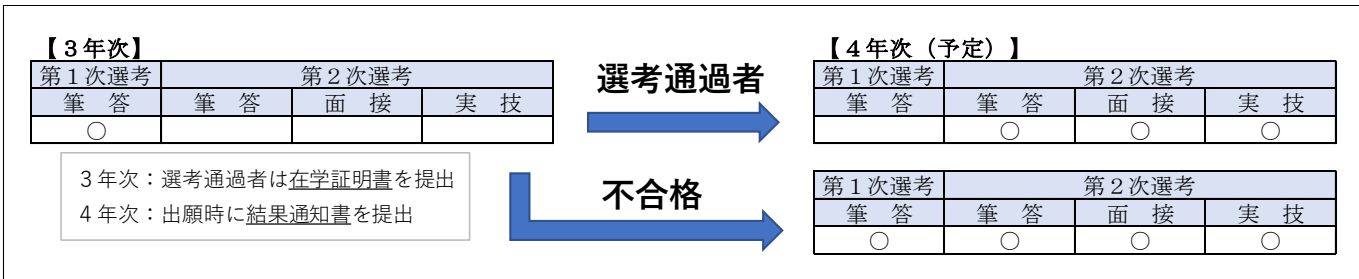 【3年次】
第1次選考 第2次選考
筆 答 筆 答 面 接 実 技
○
3年次：選考通過者は在学証明書を提出
4年次：出願時に結果通知書を提出
選考通過者
不合格
【4年次（予定）】
第1次選考 第2次選考
筆 答 筆 答 面 接 実 技
○ ○ ○
第1次選考 第2次選考
筆 答 筆 答 面 接 実 技
○ ○ ○ ○